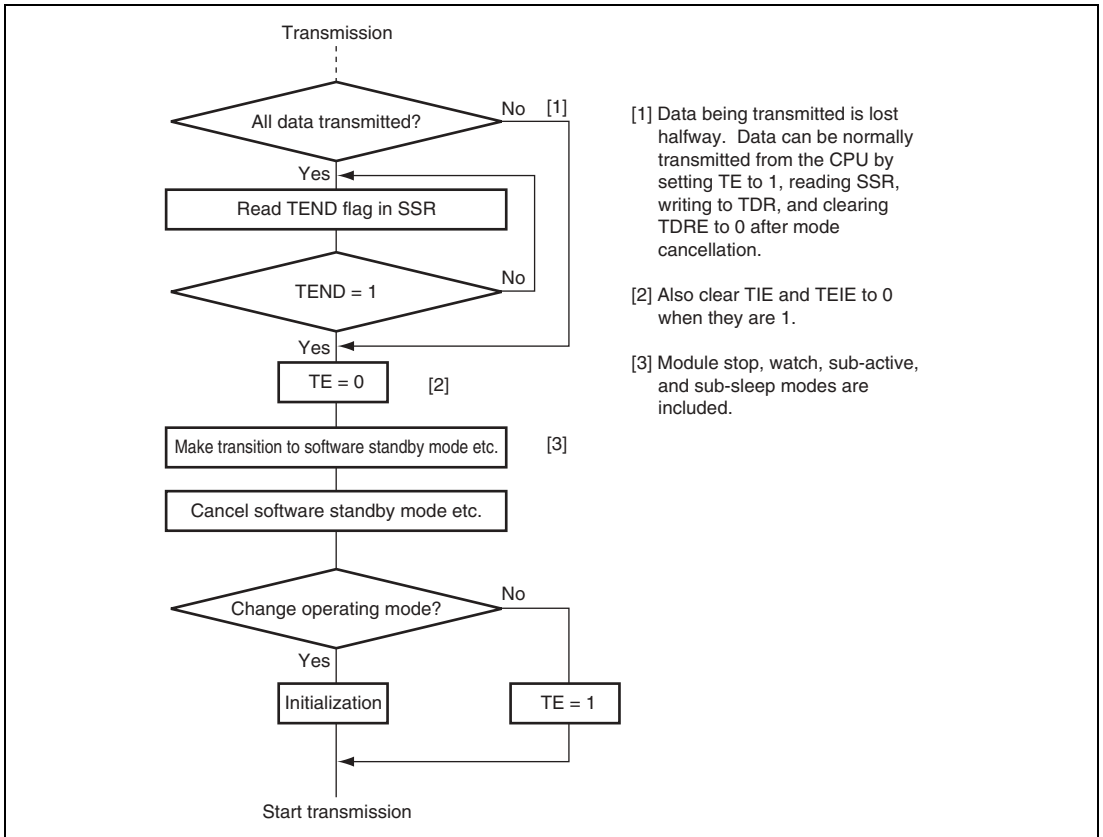 Transmission
All data transmitted?
No [1]
Yes
Read TEND flag in SSR
TEND = 1
No
Yes
TE = 0
[2]
Make transition to software standby mode etc.
[3]
Cancel software standby mode etc.
Change operating mode?
No
Yes
Initialization
TE = 1
Start transmission
[1] Data being transmitted is lost
halfway. Data can be normally
transmitted from the CPU by
setting TE to 1, reading SSR,
writing to TDR, and clearing
TDRE to 0 after mode
cancellation.
[2] Also clear TIE and TEIE to 0
when they are 1.
[3] Module stop, watch, sub-active,
and sub-sleep modes are
included.